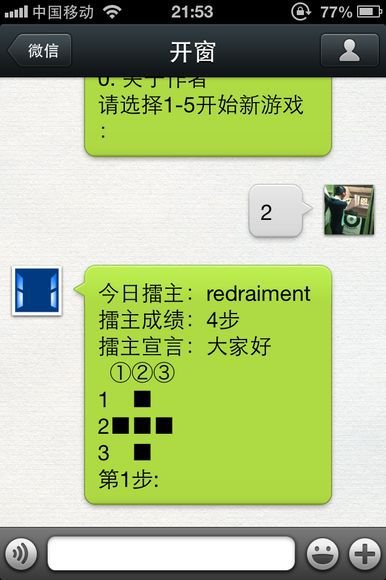 中国移动 21:53 77%
微信 开窗
0. 关于作者
请选择1-5开始新游戏
：
2
今日擂主：redraiment
擂主成绩：4步
擂主宣言：大家好
①②③
1 ■
2■■■
3 ■
第1步: